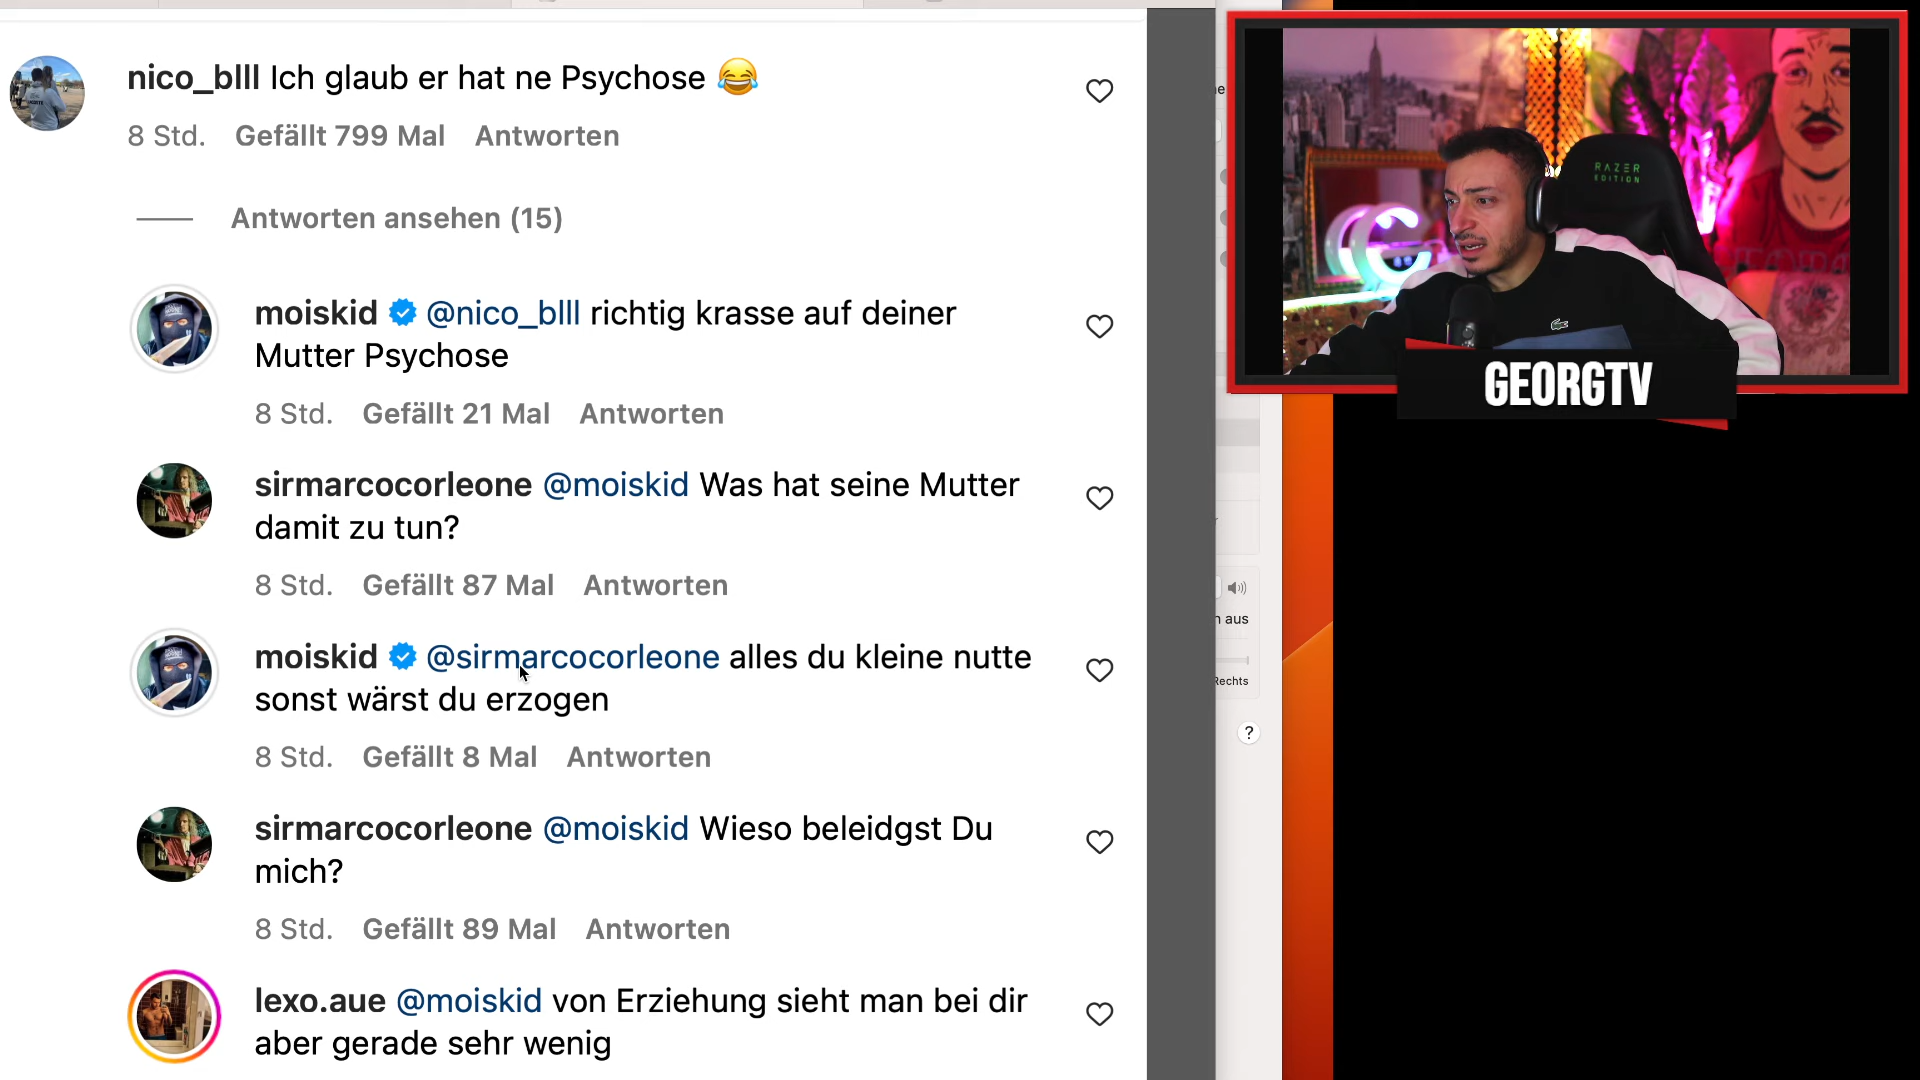 nico_blll Ich glaub er hat ne Psychose 😂
8 Std. Gefällt 799 Mal Antworten
Antworten ansehen (15)
moiskid @nico_blll richtig krasse auf deiner
Mutter Psychose
8 Std. Gefällt 21 Mal Antworten
sirmarcocorleone @moiskid Was hat seine Mutter
damit zu tun?
8 Std. Gefällt 87 Mal Antworten
moiskid @sirmarcocorleone alles du kleine nutte
sonst wärst du erzogen
8 Std. Gefällt 8 Mal Antworten
sirmarcocorleone @moiskid Wieso beleidgst Du
mich?
8 Std. Gefällt 89 Mal Antworten
lexo.aue @moiskid von Erziehung sieht man bei dir
aber gerade sehr wenig
RAZER
EDITION
GEORGTV
aus
Rechts
?